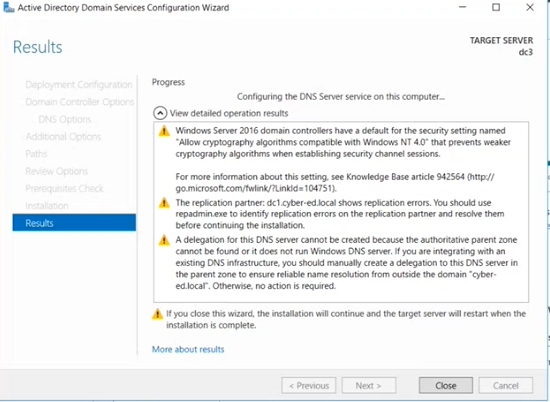 Active Directory Domain Services Configuration Wizard
Results
TARGET SERVER
dc3
Deployment Configuration
Domain Controller Options
DNS Options
Additional Options
Paths
Review Options
Prerequisites Check
Installation
Results
Progress
Configuring the DNS Server service on this computer...
View detailed operation results
Windows Server 2016 domain controllers have a default for the security setting named
"Allow cryptography algorithms compatible with Windows NT 4.0" that prevents weaker
cryptography algorithms when establishing security channel sessions.
For more information about this setting, see Knowledge Base article 942564 (http://
go.microsoft.com/fwlink/?LinkId=104751).
The replication partner: dc1.cyber-ed.local shows replication errors. You should use
repadmin.exe to identify replication errors on the replication partner and resolve them
before continuing the installation.
A delegation for this DNS server cannot be created because the authoritative parent zone
cannot be found or it does not run Windows DNS server. If you are integrating with an
existing DNS infrastructure, you should manually create a delegation to this DNS server in
the parent zone to ensure reliable name resolution from outside the domain "cyber-
ed.local". Otherwise, no action is required.
If you close this wizard, the installation will continue and the target server will restart when the
installation is complete.
More about results
< Previous
Next >
Close
Cancel